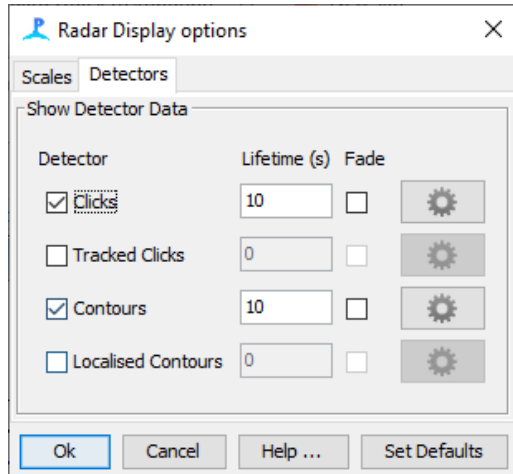 Radar Display options
Scales Detectors
Show Detector Data
Detector Lifetime (s) Fade
Clicks 10
Tracked Clicks 0
Contours 10
Localised Contours 0
Ok Cancel Help ... Set Defaults